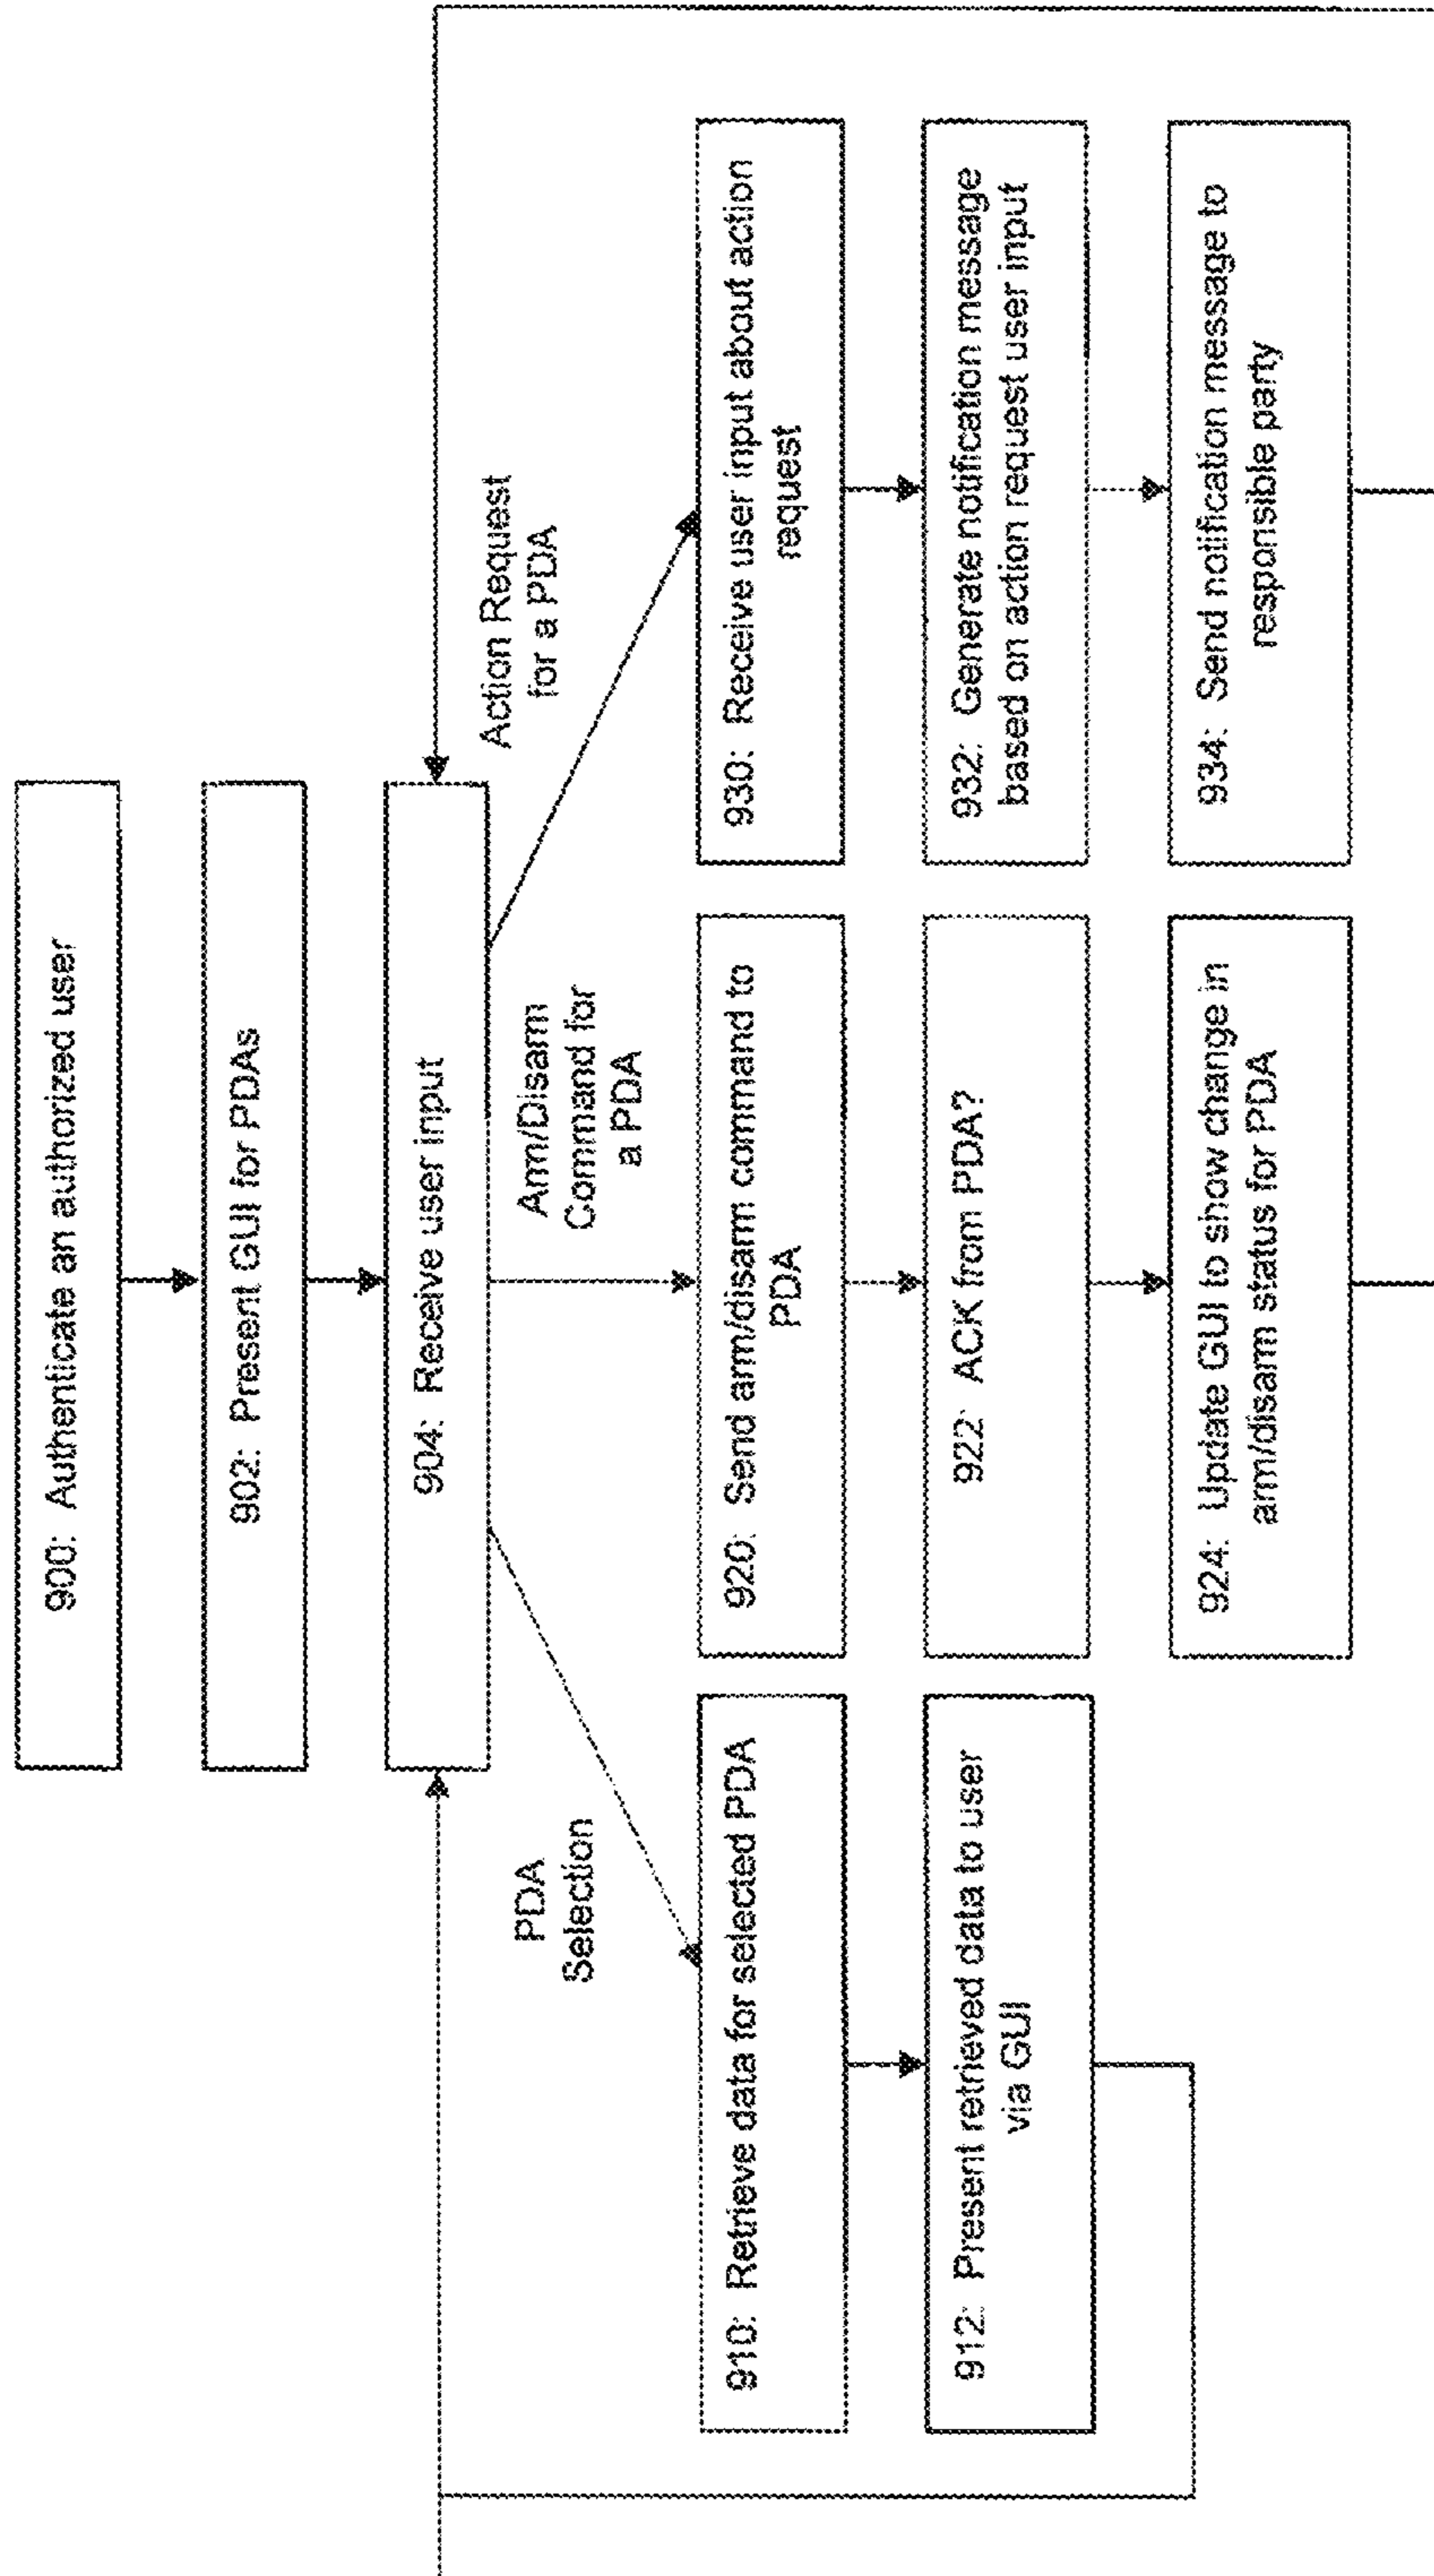 900: Authenticate an authorized user
902: Present GUI for PDAs
904: Receive user input
PDA
Selection
Arm/Disarm
Command for
a PDA
Action Request
for a PDA
910: Retrieve data for selected PDA
912: Present retrieved data to user
via GUI
920: Send arm/disarm command to
PDA
922: ACK from PDA?
924: Update GUI to show change in
arm/disarm status for PDA
930: Receive user input about action
request
932: Generate notification message
based on action request user input
934: Send notification message to
responsible party